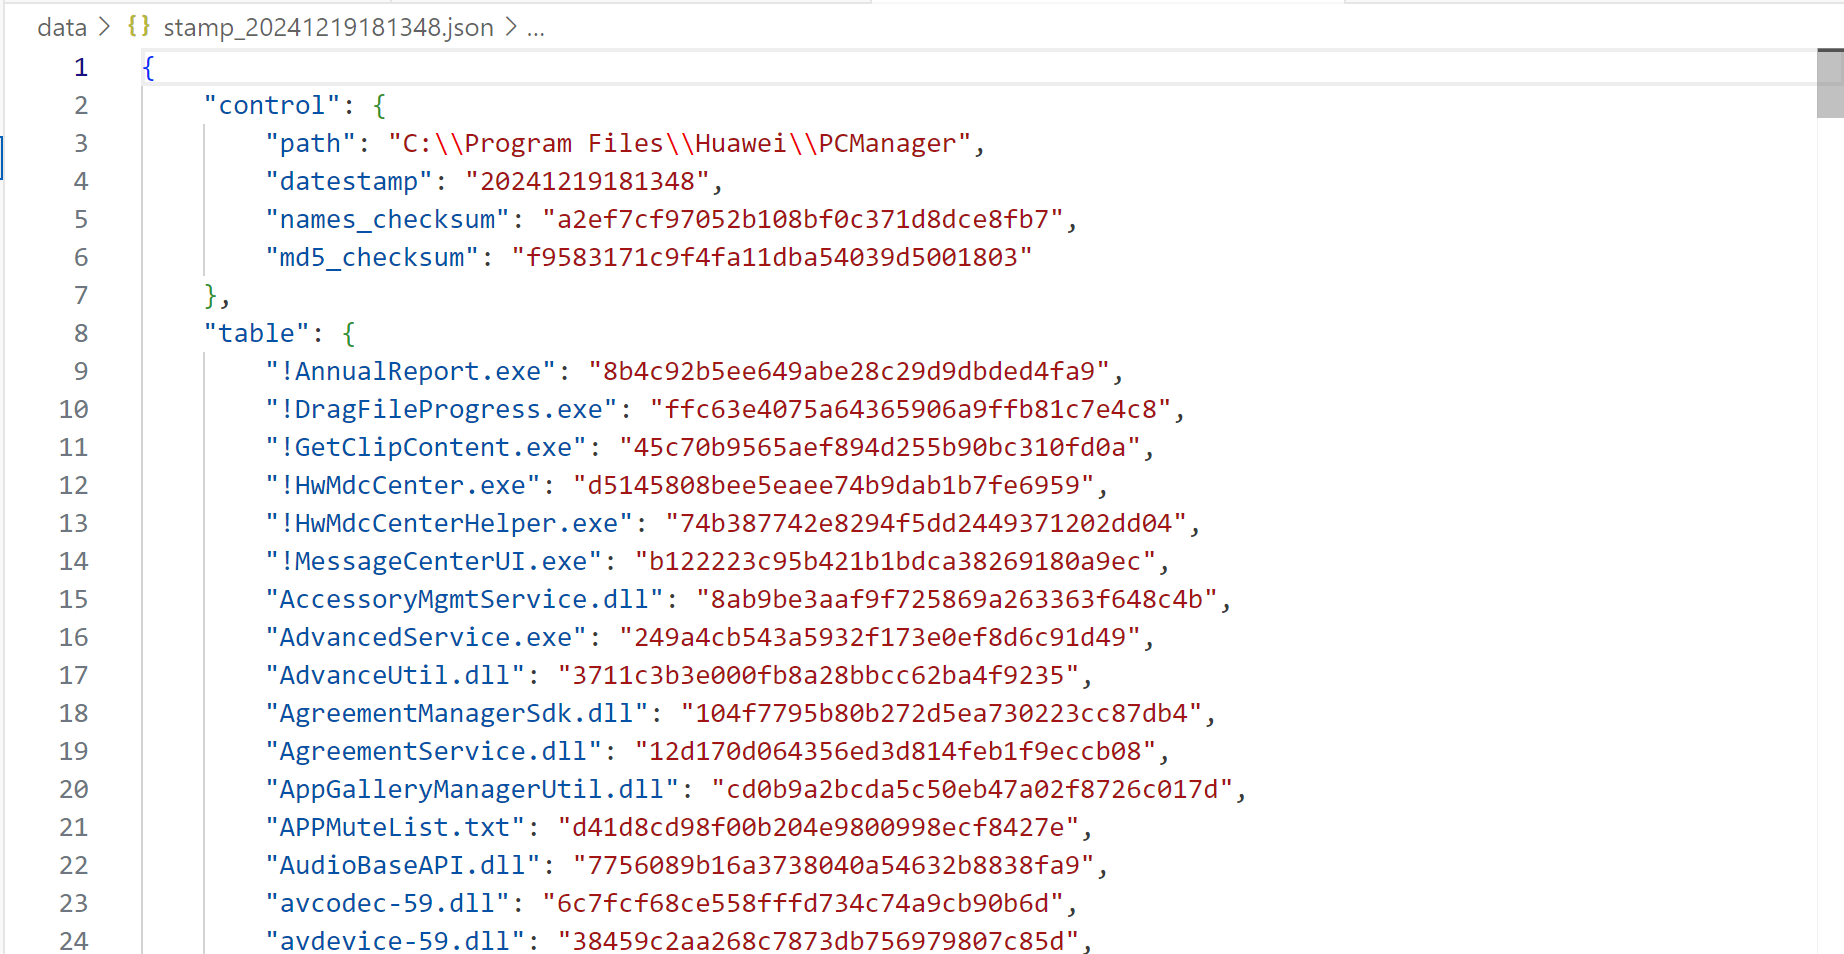 data > {} stamp_20241219181348.json > ...
1 {
2 "control": {
3 "path": "C:\\Program Files\\Huawei\\PCManager",
4 "datestamp": "20241219181348",
5 "names_checksum": "a2ef7cf97052b108bf0c371d8dce8fb7",
6 "md5_checksum": "f9583171c9f4fa11dba54039d5001803"
7 },
8 "table": {
9 "!AnnualReport.exe": "8b4c92b5ee649abe28c29d9dbded4fa9",
10 "!DragFileProgress.exe": "ffc63e4075a64365906a9ffb81c7e4c8",
11 "!GetClipContent.exe": "45c70b9565aef894d255b90bc310fd0a",
12 "!HwMdcCenter.exe": "d5145808bee5eaee74b9dab1b7fe6959",
13 "!HwMdcCenterHelper.exe": "74b387742e8294f5dd2449371202dd04",
14 "!MessageCenterUI.exe": "b122223c95b421b1bdca38269180a9ec",
15 "AccessoryMgmtService.dll": "8ab9be3aaf9f725869a263363f648c4b",
16 "AdvancedService.exe": "249a4cb543a5932f173e0ef8d6c91d49",
17 "AdvanceUtil.dll": "3711c3b3e000fb8a28bbcc62ba4f9235",
18 "AgreementManagerSdk.dll": "104f7795b80b272d5ea730223cc87db4",
19 "AgreementService.dll": "12d170d064356ed3d814feb1f9eccb08",
20 "AppGalleryManagerUtil.dll": "cd0b9a2bcda5c50eb47a02f8726c017d",
21 "APPMuteList.txt": "d41d8cd98f00b204e9800998ecf8427e",
22 "AudioBaseAPI.dll": "7756089b16a3738040a54632b8838fa9",
23 "avcodec-59.dll": "6c7fcf68ce558fffd734c74a9cb90b6d",
24 "avdevice-59.dll": "38459c2aa268c7873db756979807c85d",